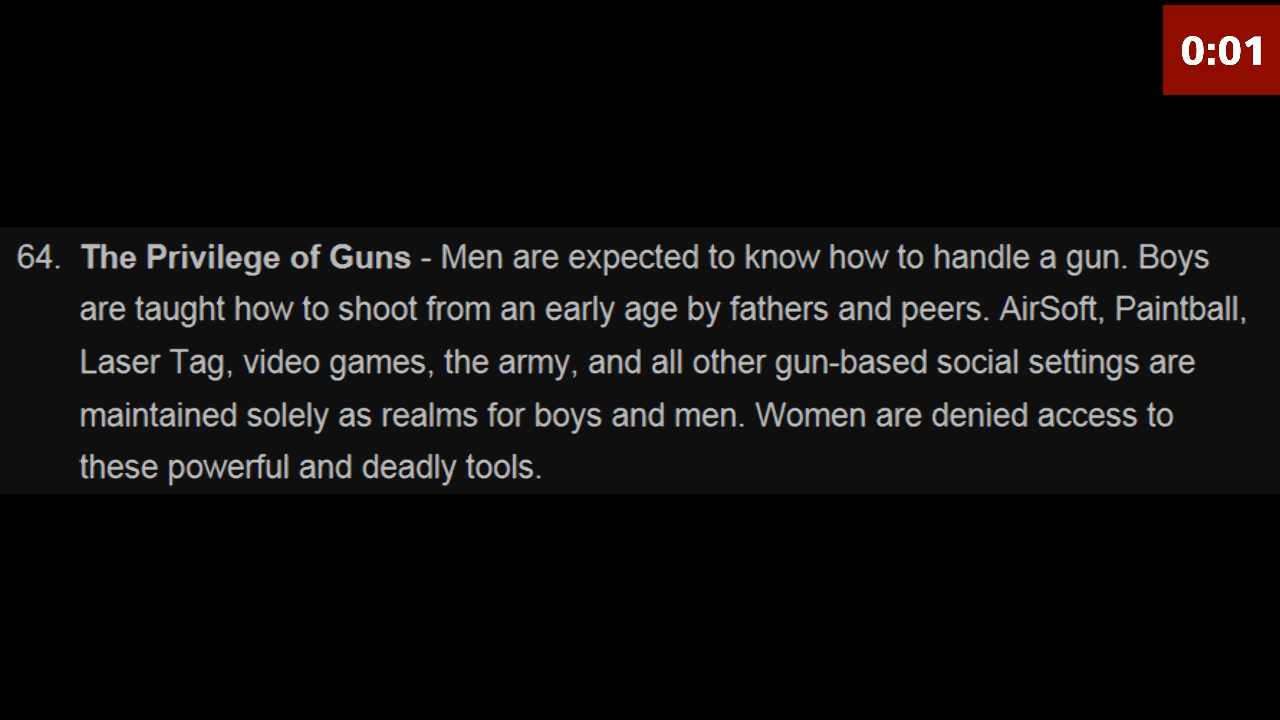 0:01
64. The Privilege of Guns - Men are expected to know how to handle a gun. Boys
are taught how to shoot from an early age by fathers and peers. AirSoft, Paintball,
Laser Tag, video games, the army, and all other gun-based social settings are
maintained solely as realms for boys and men. Women are denied access to
these powerful and deadly tools.